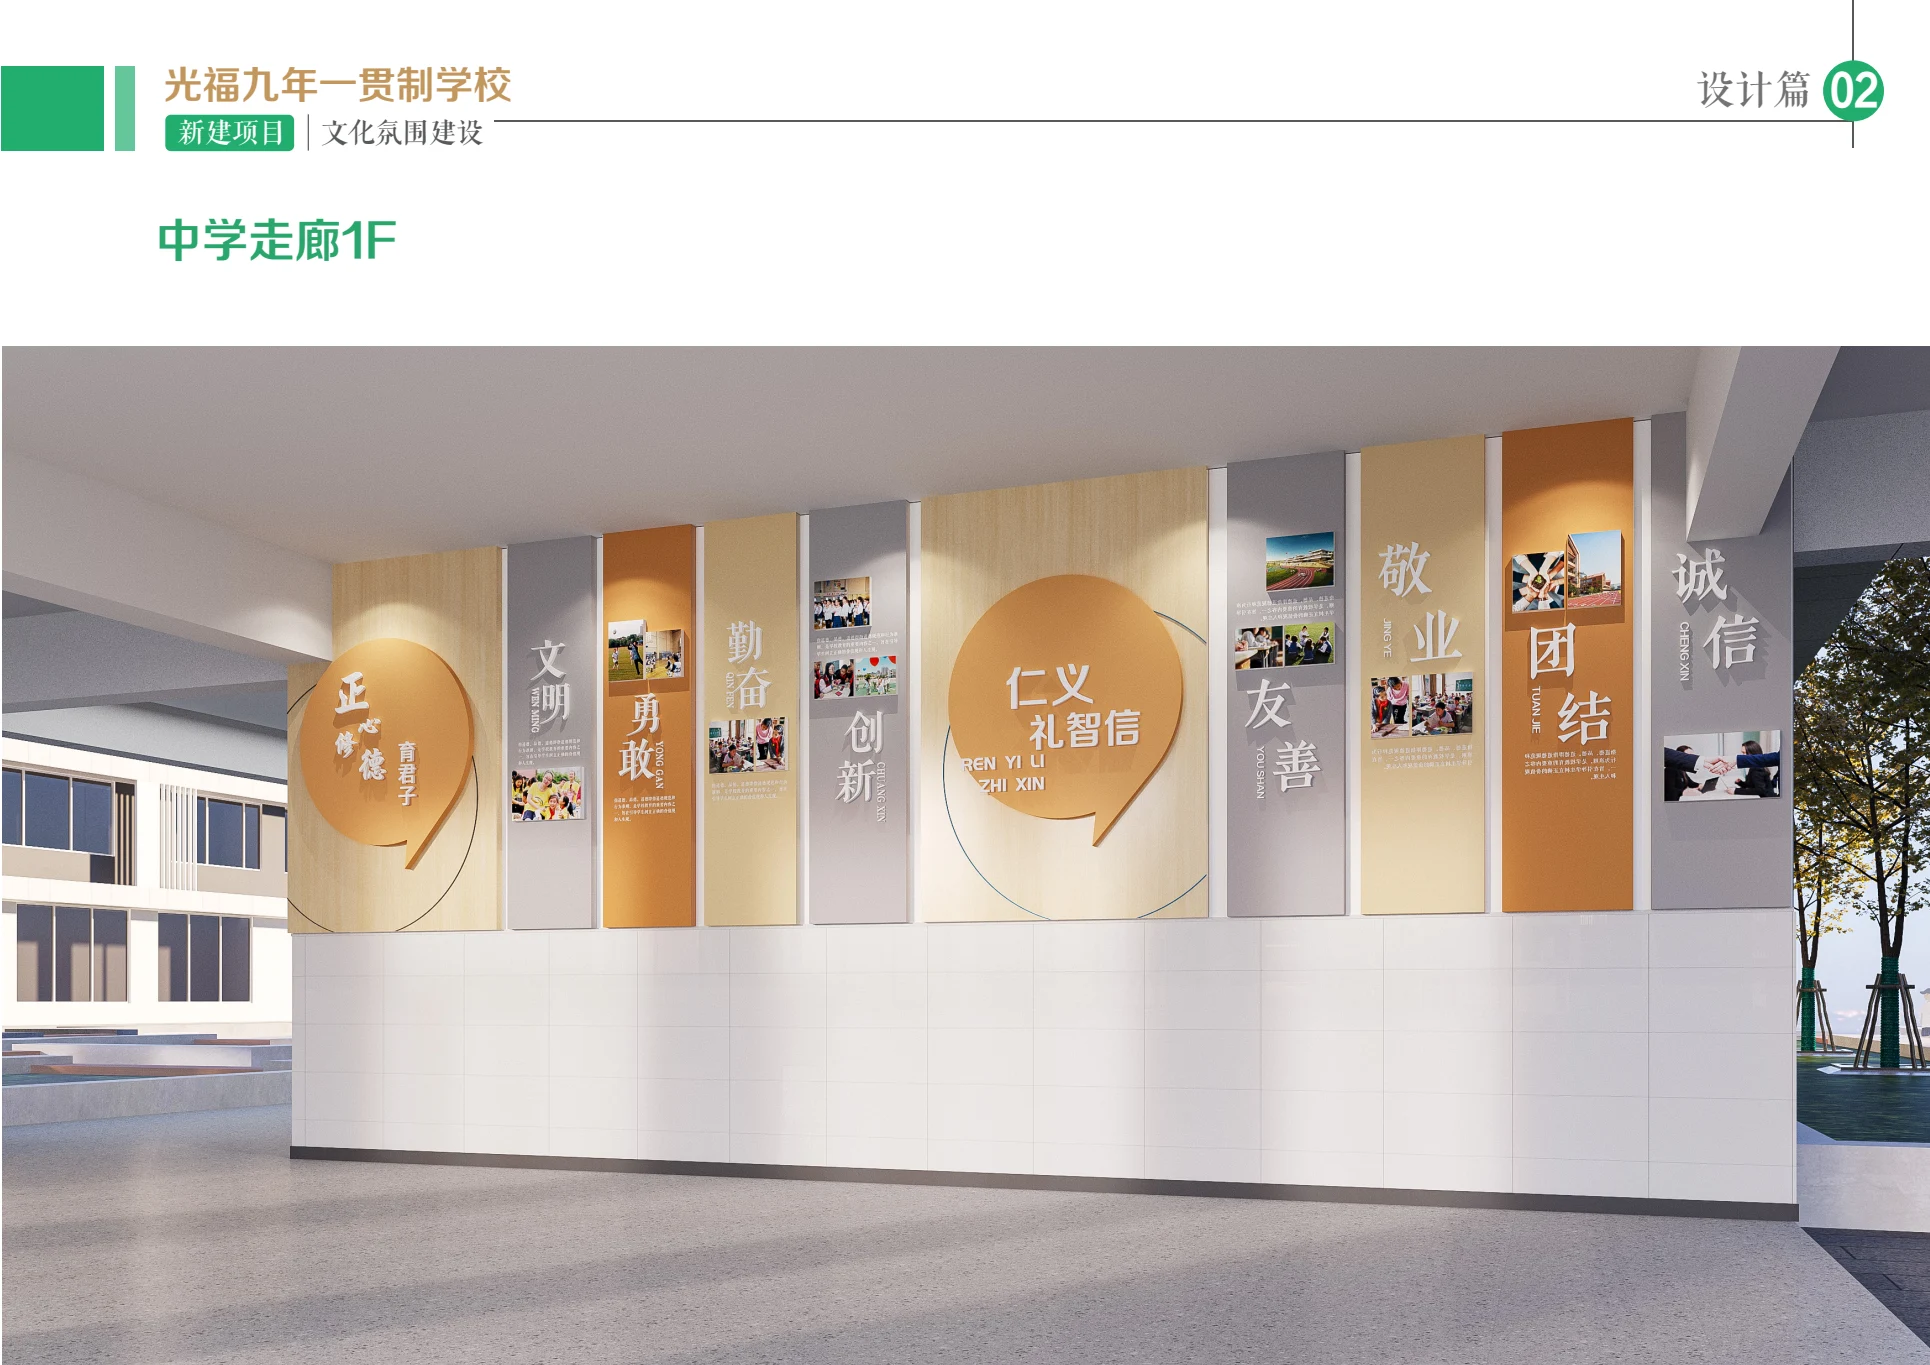 光福九年一贯制学校
新建项目 | 文化氛围建设
设计篇 02
中学走廊1F
正心
修德
育君子
文明
WEN MING
勇敢
YONG GAN
勤奋
QIN FEN
创新
CHUANG XIN
仁义
礼智信
REN YI LI
ZHI XIN
友善
YOU SHAN
敬业
JING YE
团结
TUAN JIE
诚信
CHENG XIN